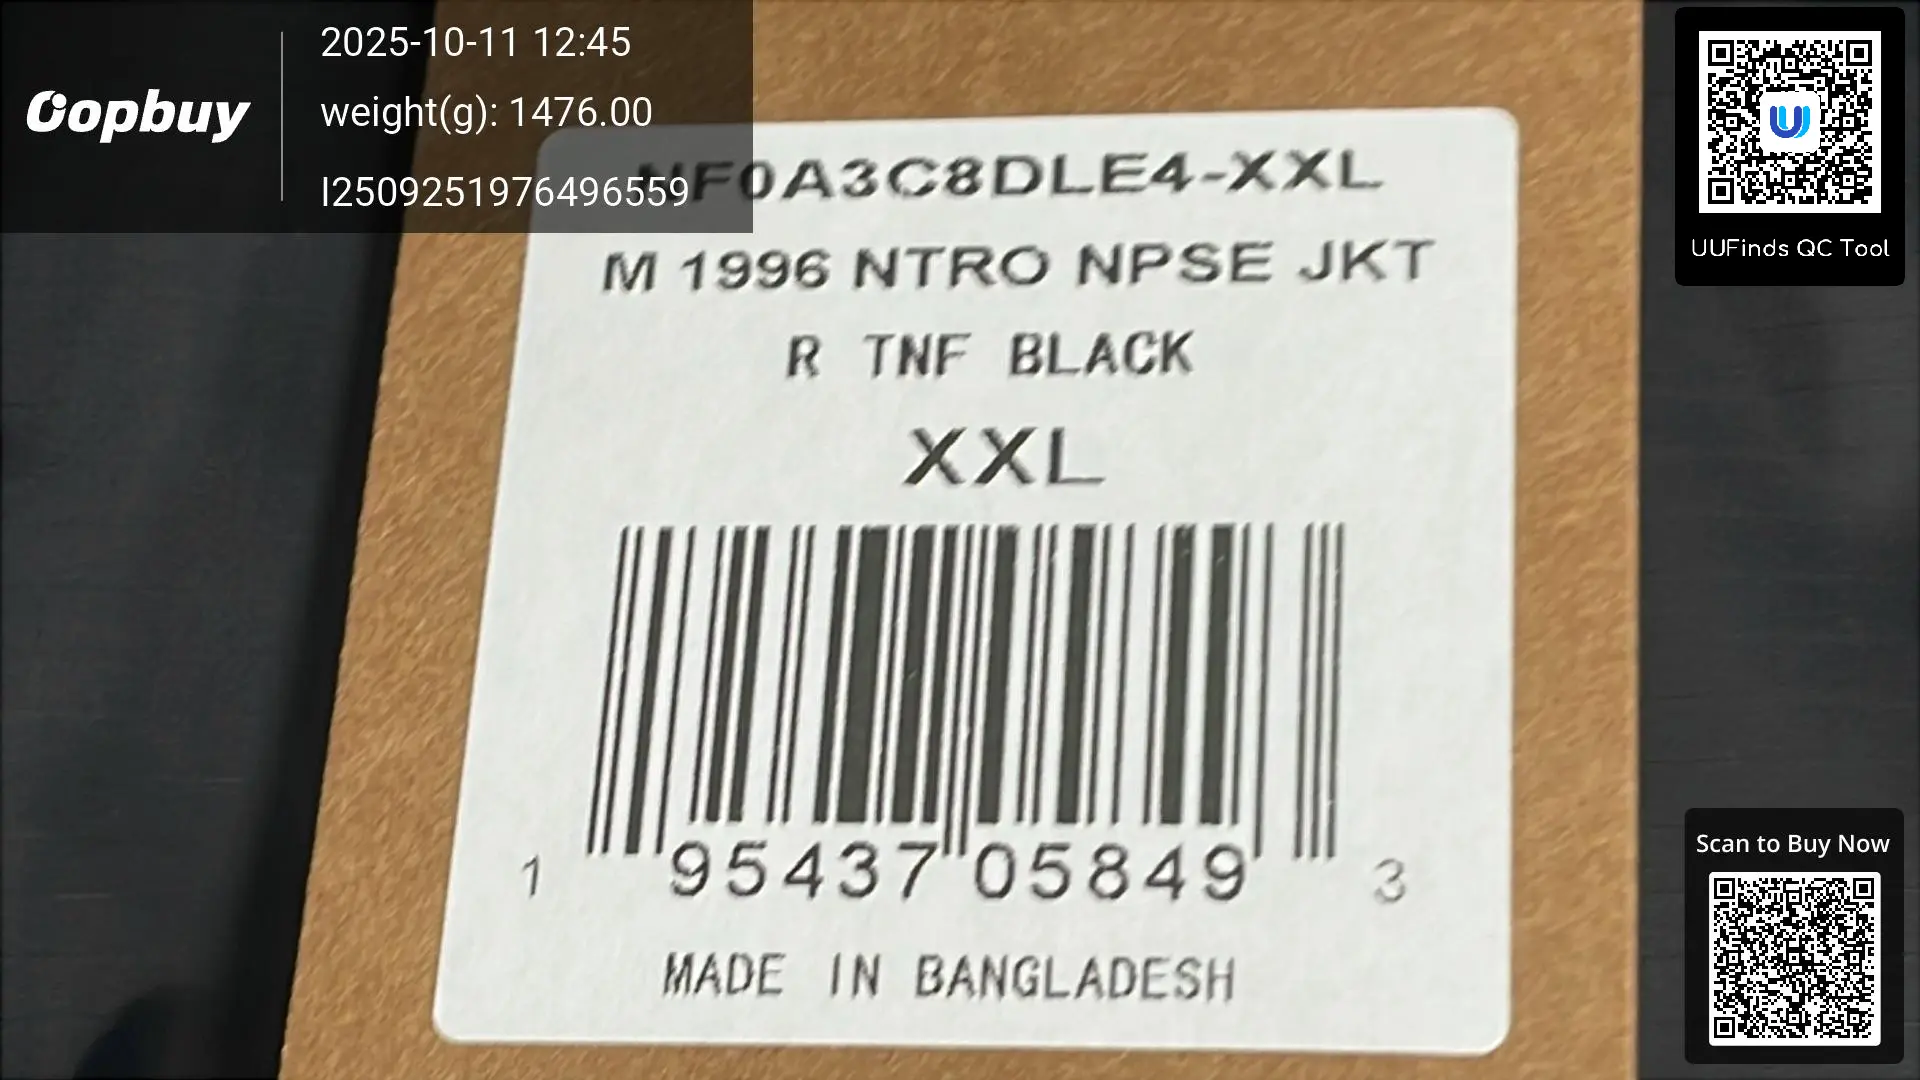 Oopbuy
2025-10-11 12:45
weight(g): 1476.00
I2509251976496559
NF0A3C8DLE4-XXL
M 1996 NTRO NPSE JKT
R TNF BLACK
XXL
1 95437 05849 3
MADE IN BANGLADESH
UUFinds QC Tool
Scan to Buy Now